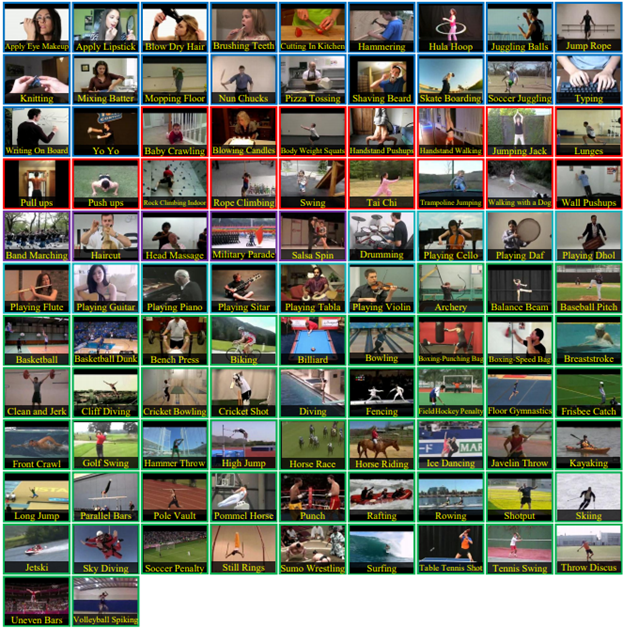 Apply Eye Makeup
Apply Lipstick
Blow Dry Hair
Brushing Teeth
Cutting In Kitchen
Hammering
Hula Hoop
Juggling Balls
Jump Rope
Knitting
Mixing Batter
Mopping Floor
Nun Chucks
Pizza Tossing
Shaving Beard
Skate Boarding
Soccer Juggling
Typing
Writing On Board
Yo Yo
Baby Crawling
Blowing Candles
Body Weight Squats
Handstand Pushups
Handstand Walking
Jumping Jack
Lunges
Pull ups
Push ups
Rock Climbing Indoor
Rope Climbing
Swing
Tai Chi
Trampoline Jumping
Walking with a Dog
Wall Pushups
Band Marching
Haircut
Head Massage
Military Parade
Salsa Spin
Drumming
Playing Cello
Playing Daf
Playing Dhol
Playing Flute
Playing Guitar
Playing Piano
Playing Sitar
Playing Tabla
Playing Violin
Archery
Balance Beam
Baseball Pitch
Basketball
Basketball Dunk
Bench Press
Biking
Billiard
Bowling
Boxing-Punching Bag
Boxing-Speed Bag
Breaststroke
Clean and Jerk
Cliff Diving
Cricket Bowling
Cricket Shot
Diving
Fencing
Field Hockey Penalty
Floor Gymnastics
Frisbee Catch
Front Crawl
Golf Swing
Hammer Throw
High Jump
Horse Race
Horse Riding
Ice Dancing
Javelin Throw
Kayaking
Long Jump
Parallel Bars
Pole Vault
Pommel Horse
Punch
Rafting
Rowing
Shotput
Skiing
Jetski
Sky Diving
Soccer Penalty
Still Rings
Sumo Wrestling
Surfing
Table Tennis Shot
Tennis Swing
Throw Discus
Uneven Bars
Volleyball Spiking